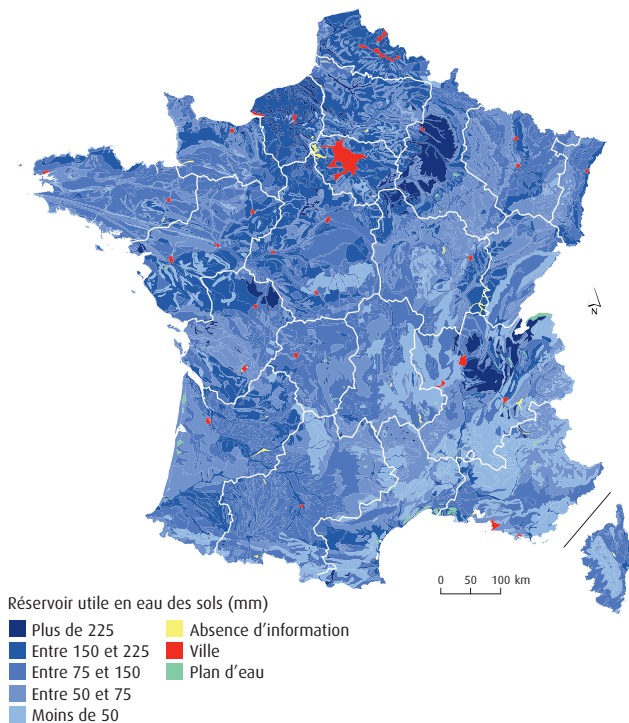 N
0 50 100 km
Réservoir utile en eau des sols (mm)
Plus de 225
Entre 150 et 225
Entre 75 et 150
Entre 50 et 75
Moins de 50
Absence d'information
Ville
Plan d'eau